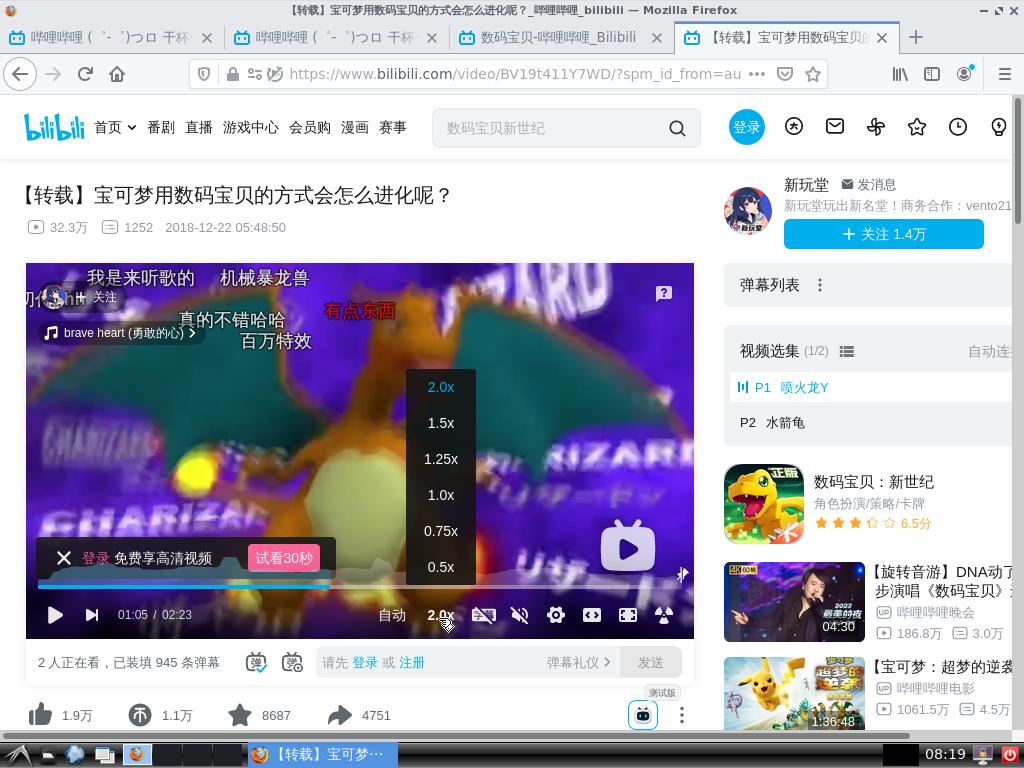 【转载】宝可梦用数码宝贝的方式会怎么进化呢？_哔哩哔哩_bilibili — Mozilla Firefox
哔哩哔哩 (゜-゜)つロ 干杯
哔哩哔哩 (゜-゜)つロ 干杯
数码宝贝-哔哩哔哩_Bilibili
【转载】宝可梦用数码宝贝的
https://www.bilibili.com/video/BV19t411Y7WD/?spm_id_from=au
bilibili
首页 番剧 直播 游戏中心 会员购 漫画 赛事
数码宝贝新世纪
登录
【转载】宝可梦用数码宝贝的方式会怎么进化呢？
32.3万 1252 2018-12-22 05:48:50
新玩堂 发消息
新玩堂玩出新名堂！商务合作：vento21
+ 关注 1.4万
我是来听歌的 机械暴龙兽
+ 关注
真的不错哈哈
有点东西
brave heart (勇敢的心)
百万特效
弹幕列表
视频选集 (1/2) 自动连
P1 喷火龙Y
P2 水箭龟
2.0x
1.5x
1.25x
1.0x
0.75x
0.5x
CHARIZARD
登录 免费享高清视频 试看30秒
01:05 / 02:23 自动 2.0x
正版
数码宝贝：新世纪
角色扮演/策略/卡牌
6.5分
2 人正在看，已装填 945 条弹幕
弹
弹
请先 登录 或 注册 弹幕礼仪 发送
1.9万 1.1万 8687 4751
测试版
4K 60帧
2022
最美的夜
04:30
【旋转音游】DNA动了
步演唱《数码宝贝》
UP 哔哩哔哩晚会
186.8万 3.0万
1:36:48
【宝可梦：超梦的逆袭
UP 哔哩哔哩电影
1061.5万 4.5万
【转载】宝可梦···
08:19